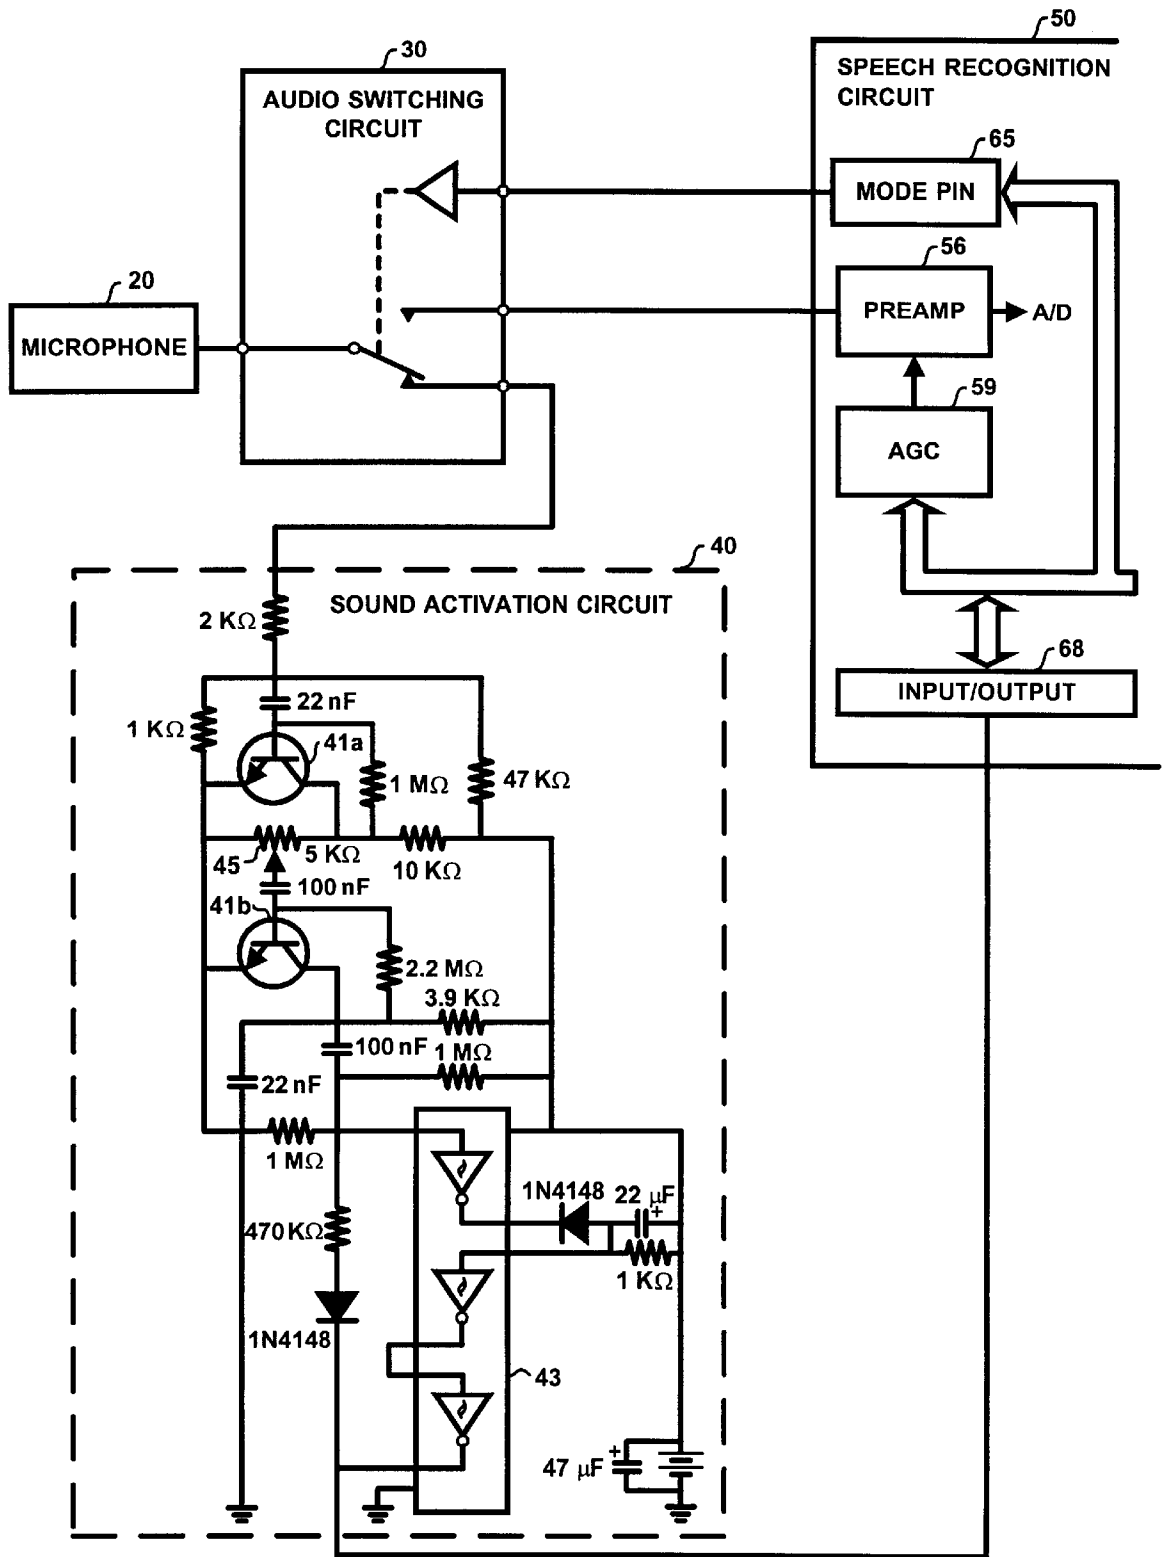 50
30
SPEECH RECOGNITION
CIRCUIT
AUDIO SWITCHING
CIRCUIT
65
MODE PIN
56
20
PREAMP
A/D
MICROPHONE
59
AGC
40
SOUND ACTIVATION CIRCUIT
2 KΩ
68
INPUT/OUTPUT
22 nF
1 KΩ
41a
1 MΩ
47 KΩ
45
5 KΩ
10 KΩ
100 nF
41b
2.2 MΩ
3.9 KΩ
100 nF
1 MΩ
22 nF
1 MΩ
1N4148
22 μF
+
470 KΩ
1 KΩ
1N4148
43
+
47 μF